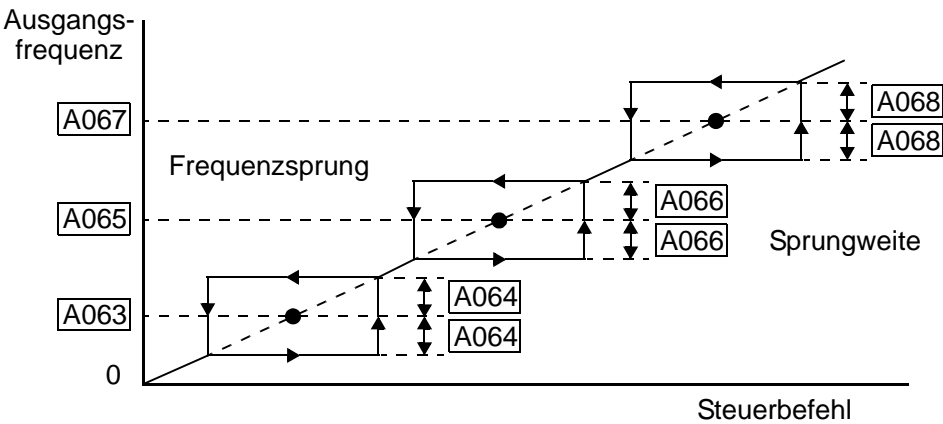 Ausgangs-
frequenz
A067
A068
A068
Frequenzsprung
A066
A065
A066
Sprungweite
A064
A063
A064
0
Steuerbefehl